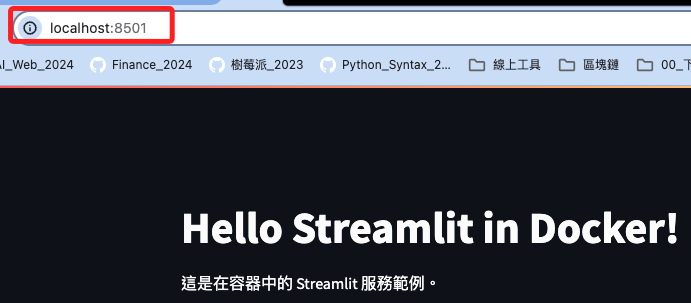 localhost:8501
AI_Web_2024 Finance_2024 樹莓派_2023 Python_Syntax_2... 線上工具 區塊鏈 00_下
Hello Streamlit in Docker!
這是在容器中的 Streamlit 服務範例。